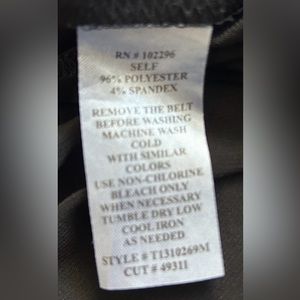 RN # 102296
SELF
96% POLYESTER
4% SPANDEX
REMOVE THE BELT
BEFORE WASHING
MACHINE WASH
COLD
WITH SIMILAR
COLORS
USE NON-CHLORINE
BLEACH ONLY
WHEN NECESSARY
TUMBLE DRY LOW
COOL IRON
AS NEEDED
STYLE # T1310269M
CUT # 49311